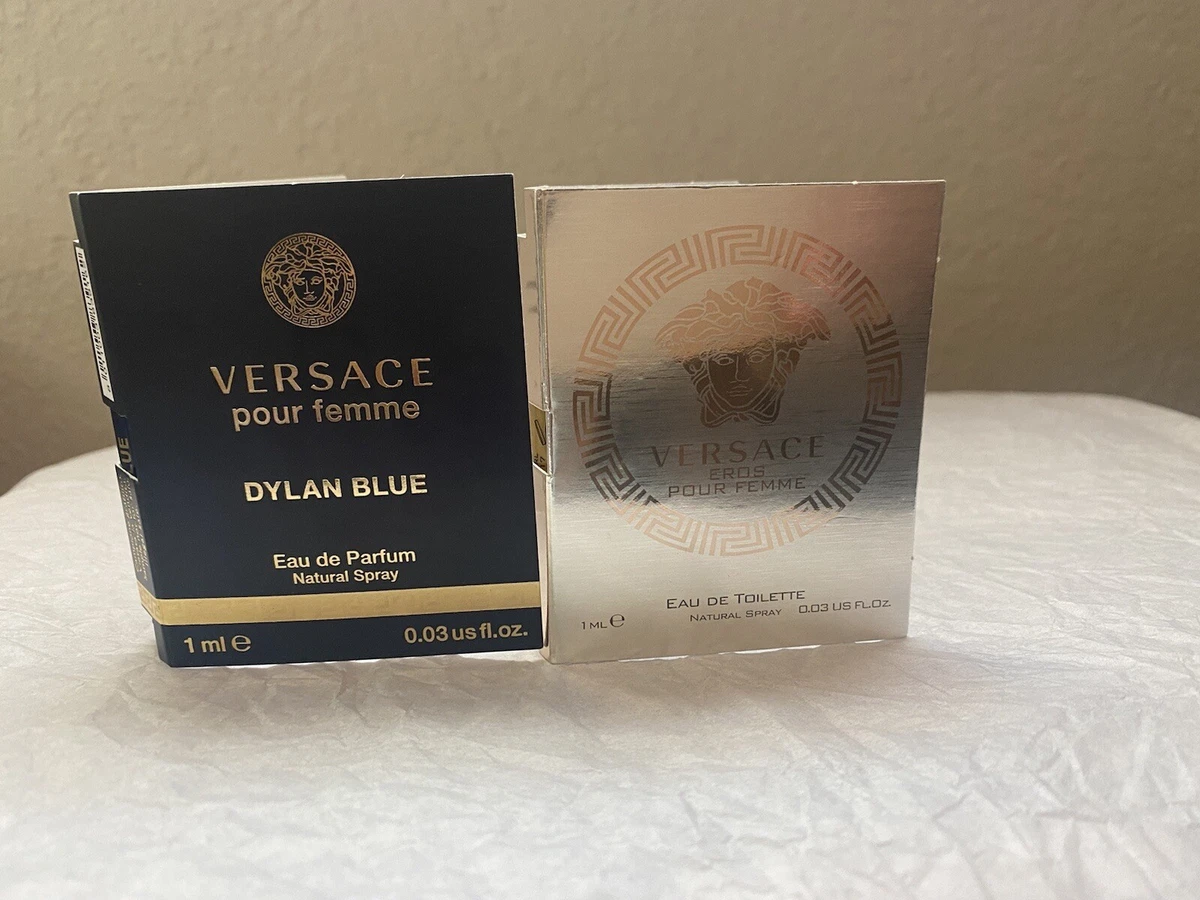 VERSACE
pour femme
DYLAN BLUE
Eau de Parfum
Natural Spray
1 ml e 0.03 us fl.oz.
UE
VERSACE
EROS
POUR FEMME
EAU DE TOILETTE
1 ML e NATURAL SPRAY 0.03 US FL.OZ.